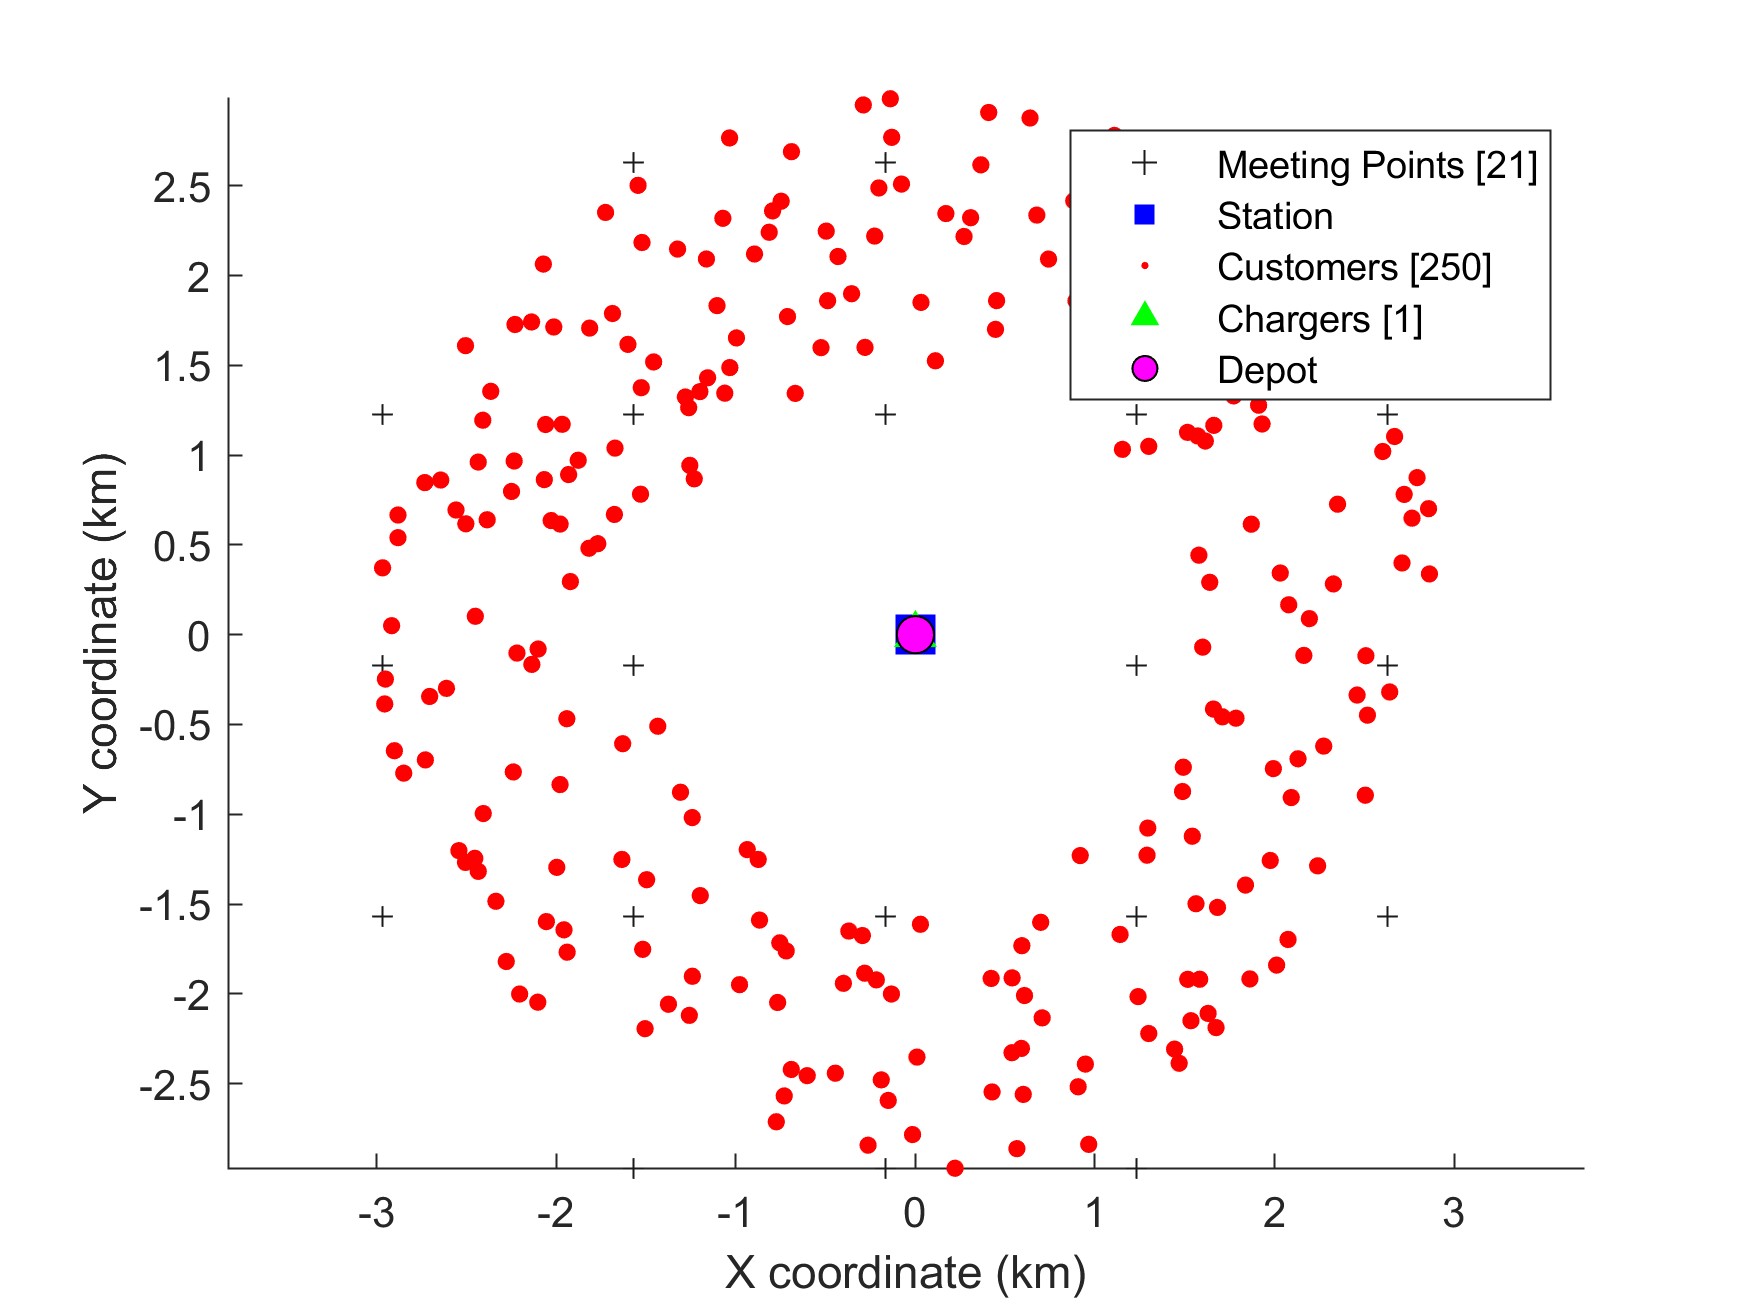 2.5
2
1.5
1
0.5
0
-0.5
-1
-1.5
-2
-2.5
Y coordinate (km)
Meeting Points [21]
Station
Customers [250]
Chargers [1]
Depot
-3 -2 -1 0 1 2 3
X coordinate (km)